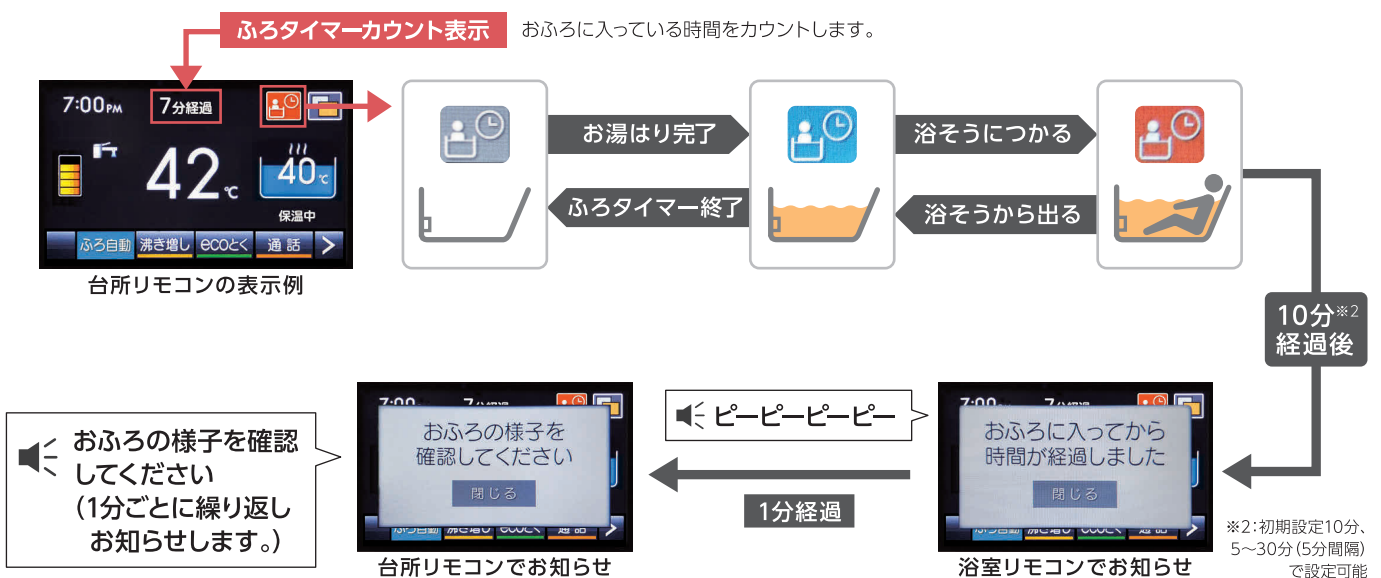 ふろタイマーカウント表示
おふろに入っている時間をカウントします。
7:00PM
7分経過
42℃
40℃
保温中
ふろ自動 沸き増し ecoとく 通話 >
台所リモコンの表示例
お湯はり完了
ふろタイマー終了
浴そうにつかる
浴そうから出る
10分※2
経過後
おふろに入ってから
時間が経過しました
閉じる
浴室リモコンでお知らせ
※2:初期設定10分、
5~30分(5分間隔)
で設定可能
ピーピーピーピー
1分経過
おふろの様子を
確認してください
閉じる
台所リモコンでお知らせ
おふろの様子を確認
してください
(1分ごとに繰り返し
お知らせします。)